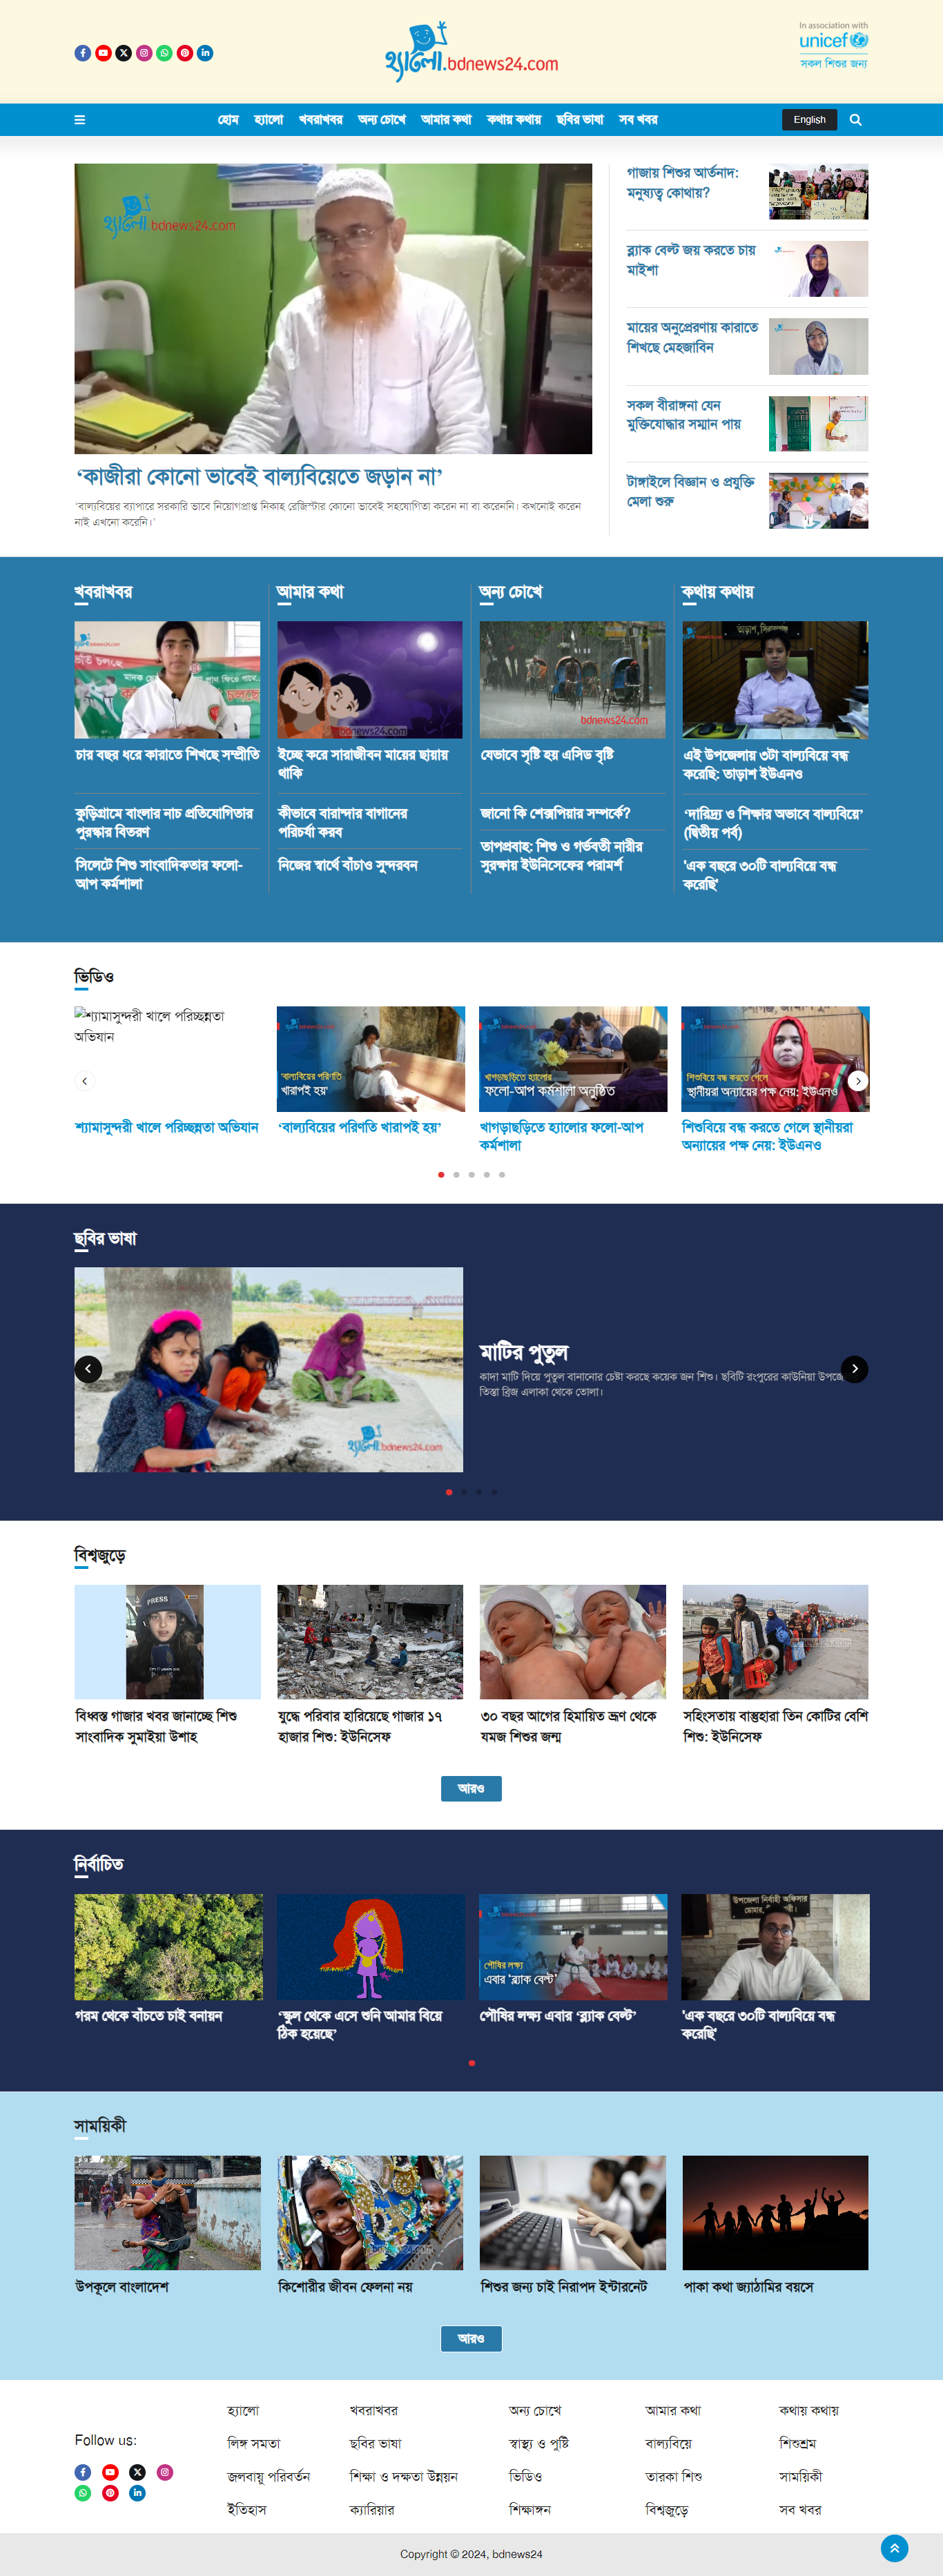 হ্যালো.bdnews24.com
In association with
unicef
সকল শিশুর জন্য
হোম হ্যালো খবরাখবর অন্য চোখে আমার কথা কথায় কথায় ছবির ভাষা সব খবর
English
হ্যালো.bdnews24.com
‘কাজীরা কোনো ভাবেই বাল্যবিয়েতে জড়ান না’
‘বাল্যবিয়ের ব্যাপারে সরকারি ভাবে নিয়োগপ্রাপ্ত নিকাহ রেজিস্টার কোনো ভাবেই সহযোগিতা করেন না বা করেননি। কখনোই করেন
নাই এখনো করেনি।’
গাজায় শিশুর আর্তনাদ:
মনুষ্যত্ব কোথায়?
ব্ল্যাক বেল্ট জয় করতে চায়
মাইশা
মায়ের অনুপ্রেরণায় কারাতে
শিখছে মেহজাবিন
সকল বীরাঙ্গনা যেন
মুক্তিযোদ্ধার সম্মান পায়
টাঙ্গাইলে বিজ্ঞান ও প্রযুক্তি
মেলা শুরু
খবরাখবর
চার বছর ধরে কারাতে শিখছে সম্প্রীতি
কুড়িগ্রামে বাংলার নাচ প্রতিযোগিতার
পুরস্কার বিতরণ
সিলেটে শিশু সাংবাদিকতার ফলো-
আপ কর্মশালা
আমার কথা
bdnews24.com
ইচ্ছে করে সারাজীবন মায়ের ছায়ায়
থাকি
কীভাবে বারান্দার বাগানের
পরিচর্যা করব
নিজের স্বার্থে বাঁচাও সুন্দরবন
অন্য চোখে
bdnews24.com
যেভাবে সৃষ্টি হয় এসিড বৃষ্টি
জানো কি শেক্সপিয়ার সম্পর্কে?
তাপপ্রবাহ: শিশু ও গর্ভবতী নারীর
সুরক্ষায় ইউনিসেফের পরামর্শ
কথায় কথায়
এই উপজেলায় ৩টা বাল্যবিয়ে বন্ধ
করেছি: তাড়াশ ইউএনও
‘দারিদ্র্য ও শিক্ষার অভাবে বাল্যবিয়ে’
(দ্বিতীয় পর্ব)
'এক বছরে ৩০টি বাল্যবিয়ে বন্ধ
করেছি'
ভিডিও
শ্যামাসুন্দরী খালে পরিচ্ছন্নতা
অভিযান
শ্যামাসুন্দরী খালে পরিচ্ছন্নতা অভিযান
‘বাল্যবিয়ের পরিণতি
খারাপই হয়’
‘বাল্যবিয়ের পরিণতি খারাপই হয়’
খাগড়াছড়িতে হ্যালোর
ফলো-আপ কর্মশালা অনুষ্ঠিত
খাগড়াছড়িতে হ্যালোর ফলো-আপ
কর্মশালা
শিশুবিয়ে বন্ধ করতে গেলে
স্থানীয়রা অন্যায়ের পক্ষ নেয়: ইউএনও
শিশুবিয়ে বন্ধ করতে গেলে স্থানীয়রা
অন্যায়ের পক্ষ নেয়: ইউএনও
ছবির ভাষা
হ্যালো.bdnews24.com
মাটির পুতুল
কাদা মাটি দিয়ে পুতুল বানানোর চেষ্টা করছে কয়েক জন শিশু। ছবিটি রংপুরের কাউনিয়া
তিস্তা ব্রিজ এলাকা থেকে তোলা।
বিশ্বজুড়ে
PRESS
বিধ্বস্ত গাজার খবর জানাচ্ছে শিশু
সাংবাদিক সুমাইয়া উশাহ
যুদ্ধে পরিবার হারিয়েছে গাজার ১৭
হাজার শিশু: ইউনিসেফ
৩০ বছর আগের হিমায়িত ভ্রূণ থেকে
যমজ শিশুর জন্ম
সহিংসতায় বাস্তুহারা তিন কোটির বেশি
শিশু: ইউনিসেফ
আরও
নির্বাচিত
গরম থেকে বাঁচতে চাই বনায়ন
‘স্কুল থেকে এসে শুনি আমার বিয়ে
ঠিক হয়েছে’
পৌষির লক্ষ্য
এবার ‘ব্ল্যাক বেল্ট’
পৌষির লক্ষ্য এবার ‘ব্ল্যাক বেল্ট’
উপজেলা নির্বাহী অফিসার
'এক বছরে ৩০টি বাল্যবিয়ে বন্ধ
করেছি'
সাময়িকী
উপকূলে বাংলাদেশ
কিশোরীর জীবন ফেলনা নয়
শিশুর জন্য চাই নিরাপদ ইন্টারনেট
পাকা কথা জ্যাঠামির বয়সে
আরও
Follow us:
হ্যালো খবরাখবর অন্য চোখে আমার কথা কথায় কথায়
লিঙ্গ সমতা ছবির ভাষা স্বাস্থ্য ও পুষ্টি বাল্যবিয়ে শিশুশ্রম
জলবায়ু পরিবর্তন শিক্ষা ও দক্ষতা উন্নয়ন ভিডিও তারকা শিশু সাময়িকী
ইতিহাস ক্যারিয়ার শিক্ষাঙ্গন বিশ্বজুড়ে সব খবর
Copyright © 2024, bdnews24